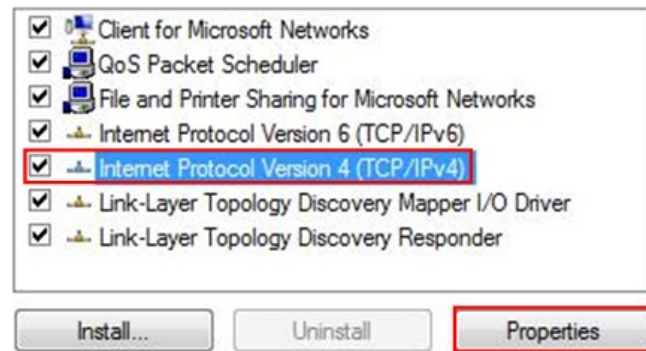 Client for Microsoft Networks
QoS Packet Scheduler
File and Printer Sharing for Microsoft Networks
Internet Protocol Version 6 (TCP/IPv6)
Internet Protocol Version 4 (TCP/IPv4)
Link-Layer Topology Discovery Mapper I/O Driver
Link-Layer Topology Discovery Responder
Install... Uninstall Properties